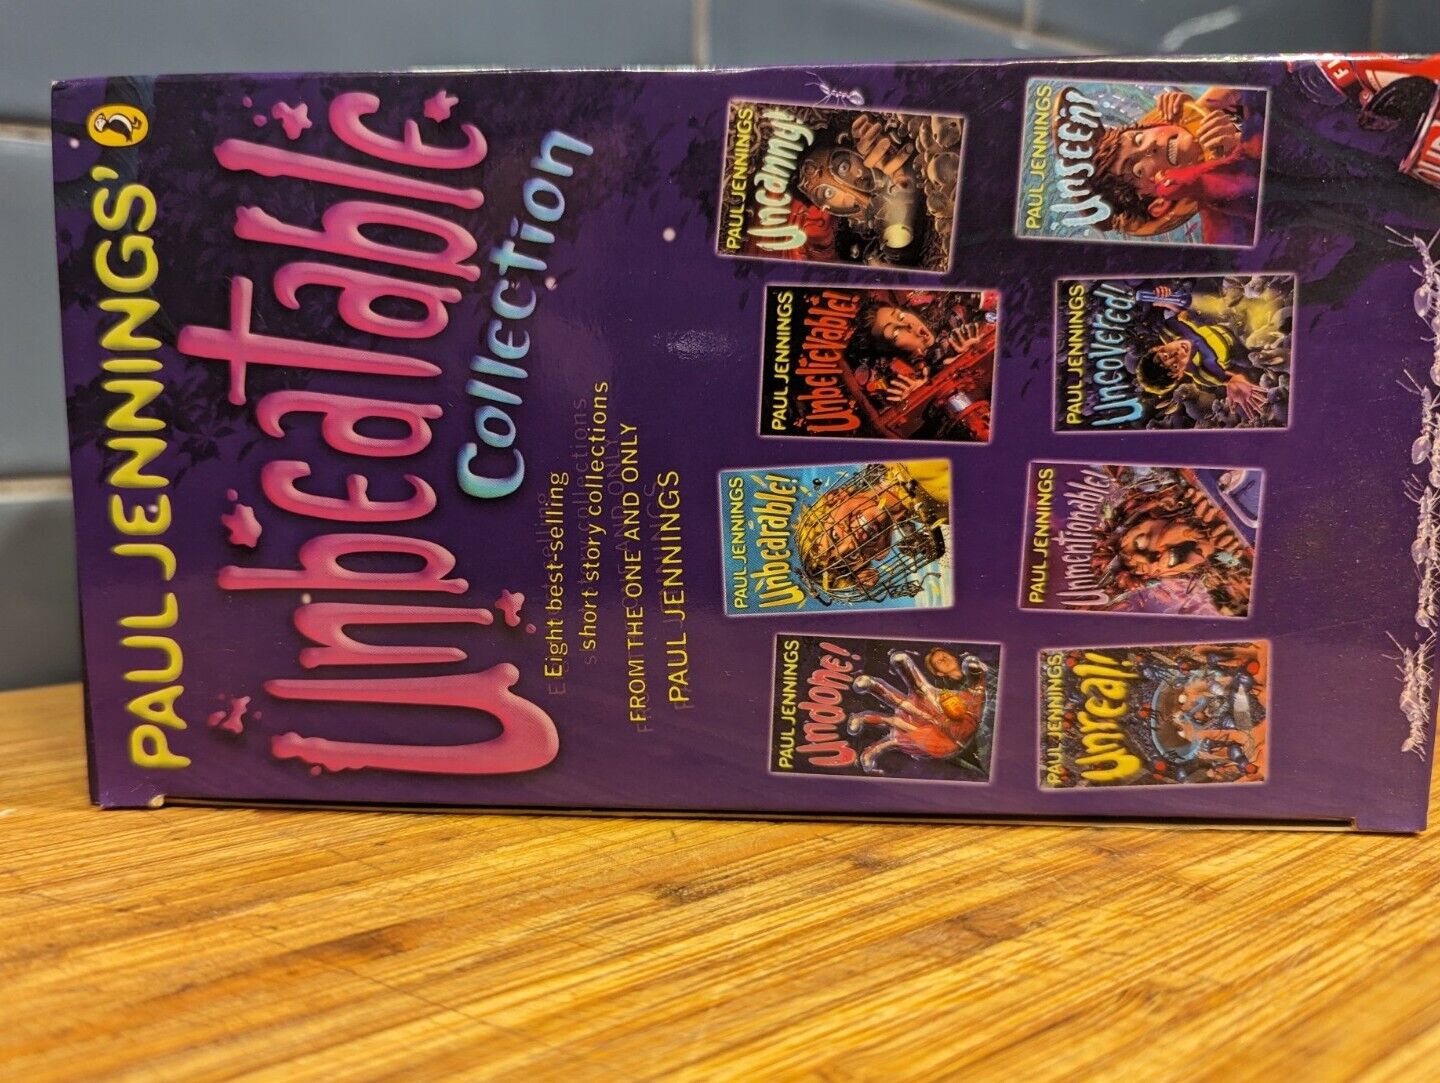 PAUL JENNINGS'
Unbeatable
Collection
Eight best-selling
short story collections
FROM THE ONE AND ONLY
PAUL JENNINGS
PAUL JENNINGS
Undone!
PAUL JENNINGS
Unbearable!
PAUL JENNINGS
Unbelievable!
PAUL JENNINGS
Uncanny!
PAUL JENNINGS
Unreal!
PAUL JENNINGS
Unmentionable!
PAUL JENNINGS
Uncovered!
PAUL JENNINGS
Unseen!